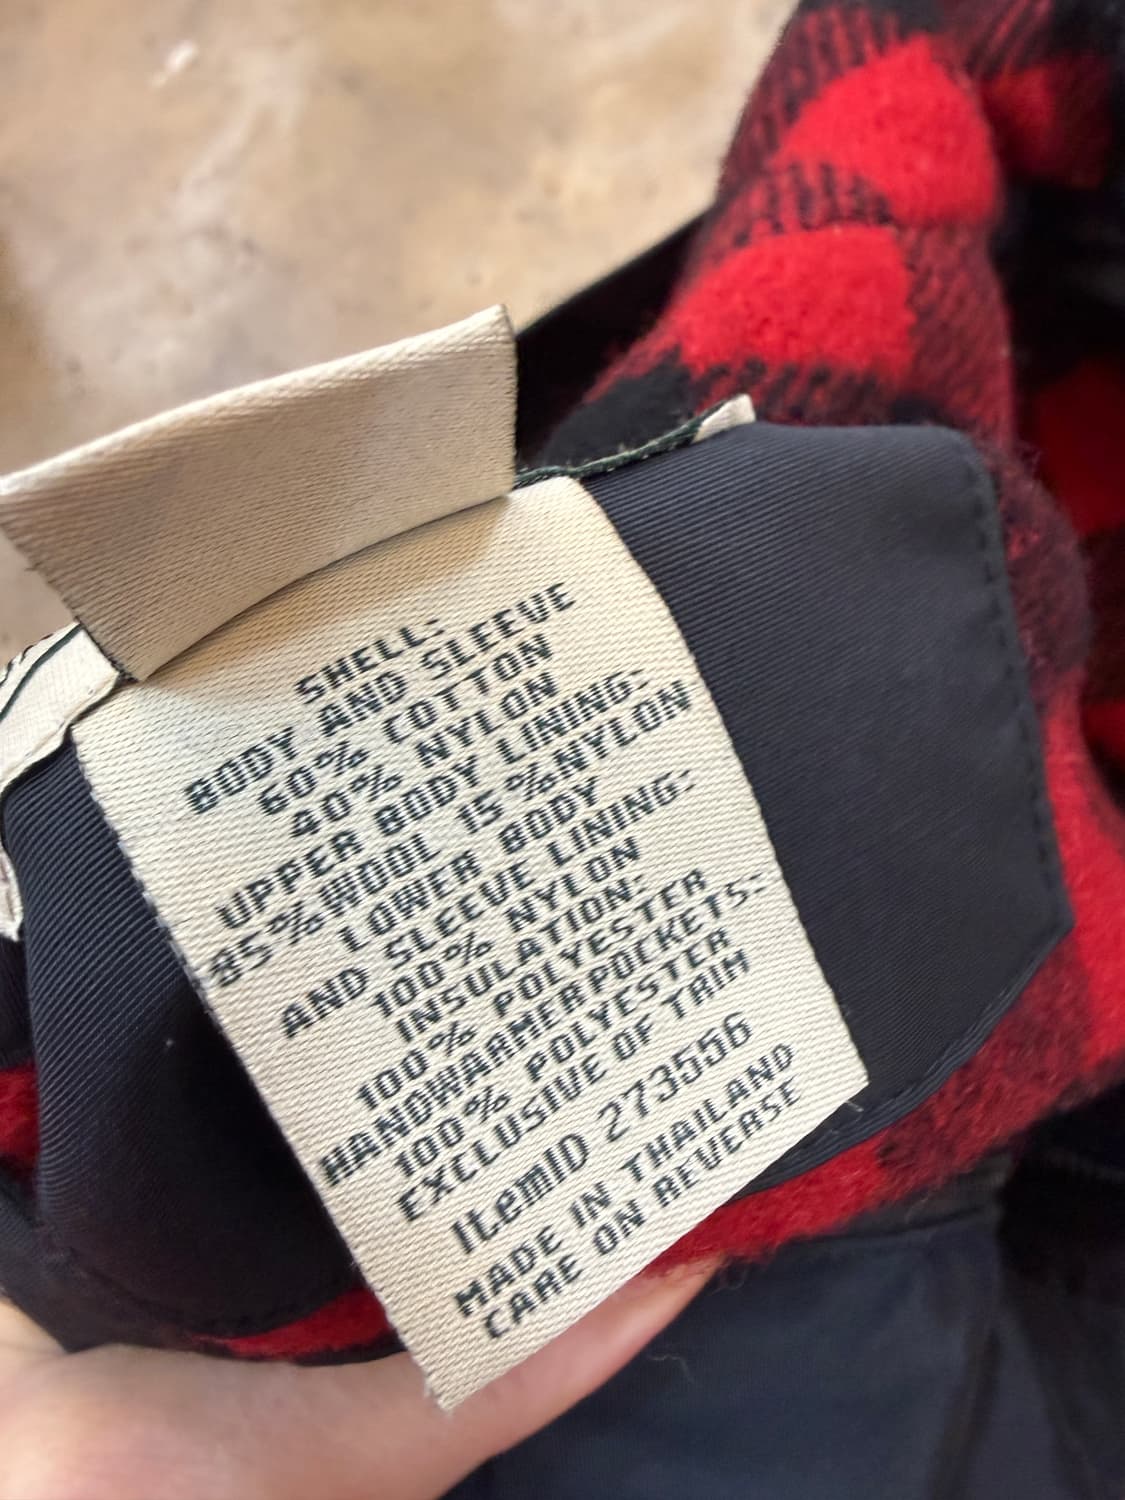 SHELL:
BODY AND SLEEVE
60% COTTON
40% NYLON
UPPER BODY LINING:
85%WOOL 15%NYLON
LOWER BODY
AND SLEEVE LINING:
100% NYLON
INSULATION:
100% POLYESTER
HANDWARMERPOCKETS:
100% POLYESTER
EXCLUSIVE OF TRIM
ItemID 273556
MADE IN THAILAND
CARE ON REVERSE